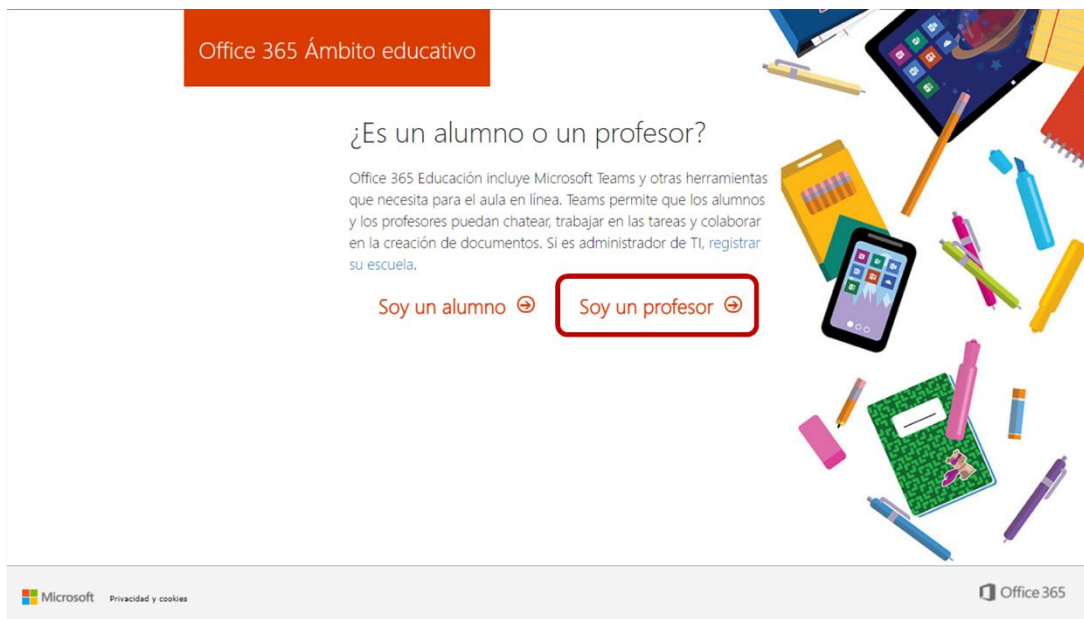 Office 365 Ámbito educativo
¿Es un alumno o un profesor?
Office 365 Educación incluye Microsoft Teams y otras herramientas
que necesita para el aula en línea. Teams permite que los alumnos
y los profesores puedan chatear, trabajar en las tareas y colaborar
en la creación de documentos. Si es administrador de TI, registrar
su escuela.
Soy un alumno
Soy un profesor
Microsoft
Privacidad y cookies
Office 365